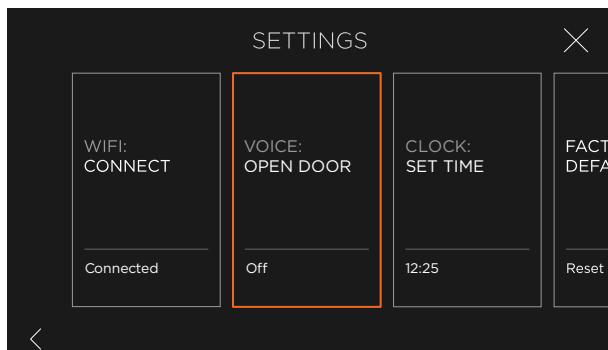 SETTINGS
WIFI:
CONNECT
Connected
VOICE:
OPEN DOOR
Off
CLOCK:
SET TIME
12:25
FACT
DEFA
Reset